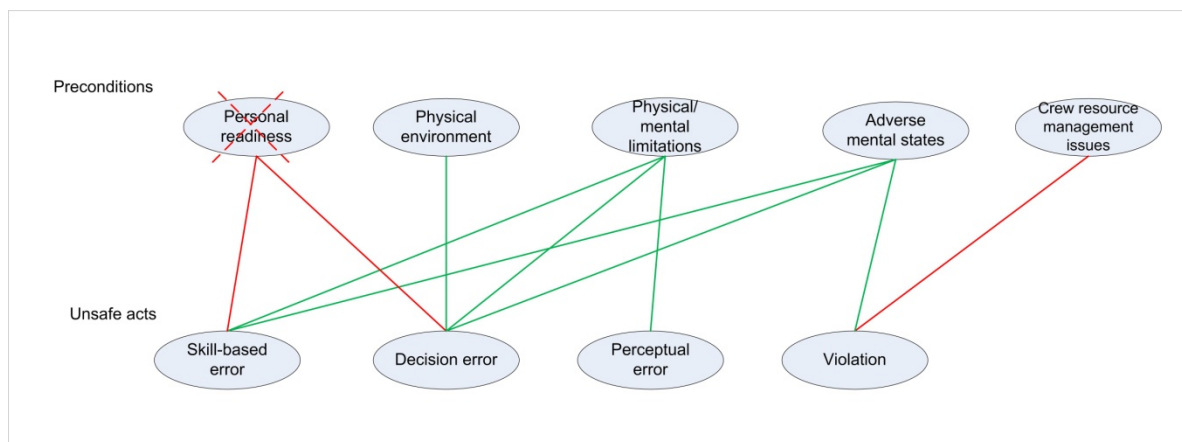 Preconditions
Personal
readiness
Physical
environment
Physical/
mental
limitations
Adverse
mental states
Crew resource
management
issues
Unsafe acts
Skill-based
error
Decision error
Perceptual
error
Violation